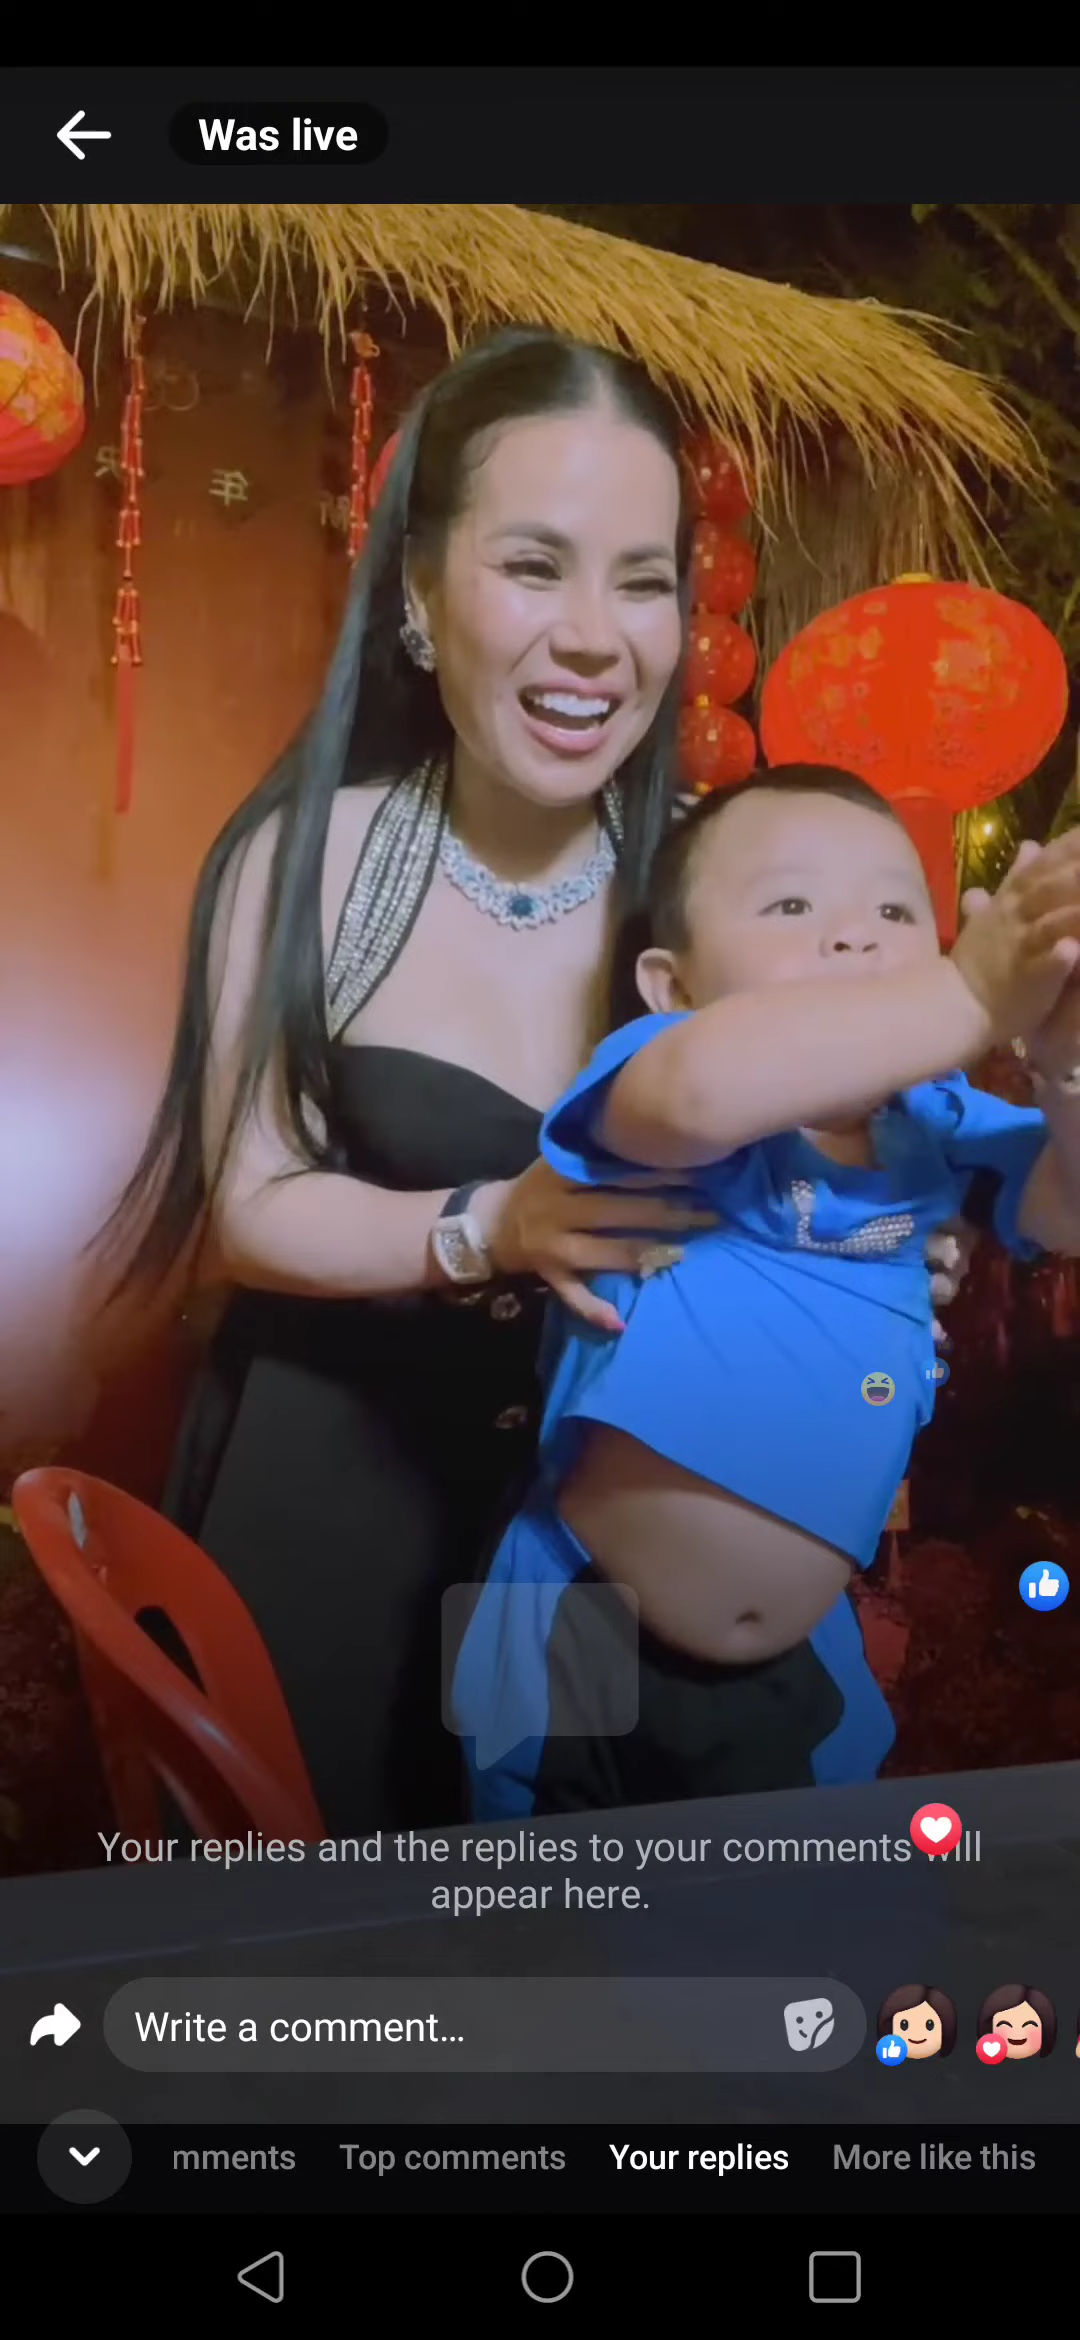 Was live
年
Your replies and the replies to your comments will
appear here.
Write a comment...
mments
Top comments
Your replies
More like this